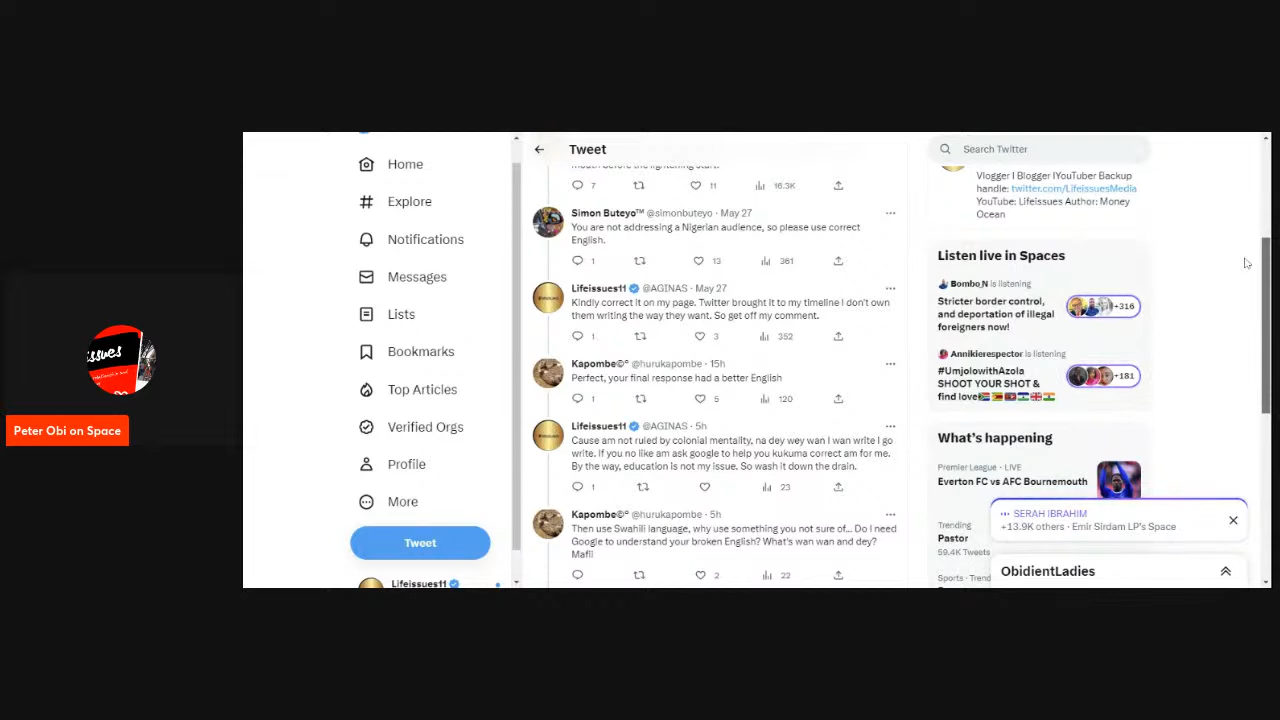 issues
Peter Obi on Space
Home
Explore
Notifications
Messages
Lists
Bookmarks
Top Articles
Verified Orgs
Profile
More
Tweet
Lifeissues11
Tweet
7 11 16.3K
Simon Buteyo™ @simonbuteyo · May 27
You are not addressing a Nigerian audience, so please use correct
English.
1 13 361
Lifeissues11 @AGINAS · May 27
Kindly correct it on my page. Twitter brought it to my timeline I don't own
them writing the way they want. So get off my comment.
1 3 352
Kapombe©° @hurukapombe · 15h
Perfect, your final response had a better English
1 5 120
Lifeissues11 @AGINAS · 5h
Cause am not ruled by colonial mentality, na dey wey wan I wan write I go
write. If you no like am ask google to help you kukuma correct am for me.
By the way, education is not my issue. So wash it down the drain.
1 23
Kapombe©° @hurukapombe · 5h
Then use Swahili language, why use something you not sure of... Do I need
Google to understand your broken English? What's wan wan and dey?
Mafii
2 22
Search Twitter
Vlogger I Blogger IYouTuber Backup
handle: twitter.com/LifeissuesMedia
YouTube: Lifeissues Author: Money
Ocean
Listen live in Spaces
Bombo_N is listening
Stricter border control,
and deportation of illegal
foreigners now!
+316
Annikierespector is listening
#UmjolowithAzola
SHOOT YOUR SHOT &
find love
+181
What's happening
Premier League · LIVE
Everton FC vs AFC Bournemouth
Trending
Pastor
59.4K Tweets
Sports · Trend
SERAH IBRAHIM
+13.9K others · Emir Sirdam LP's Space
ObidientLadies